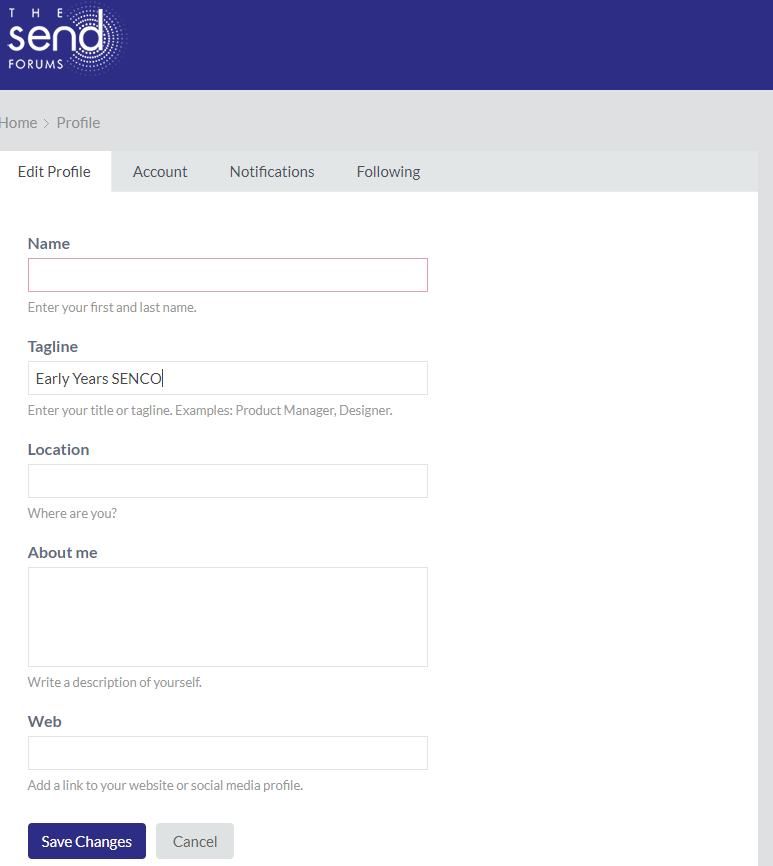 THE
send
FORUMS
Home > Profile
Edit Profile Account Notifications Following
Name
Enter your first and last name.
Tagline
Early Years SENCO
Enter your title or tagline. Examples: Product Manager, Designer.
Location
Where are you?
About me
Write a description of yourself.
Web
Add a link to your website or social media profile.
Save Changes Cancel